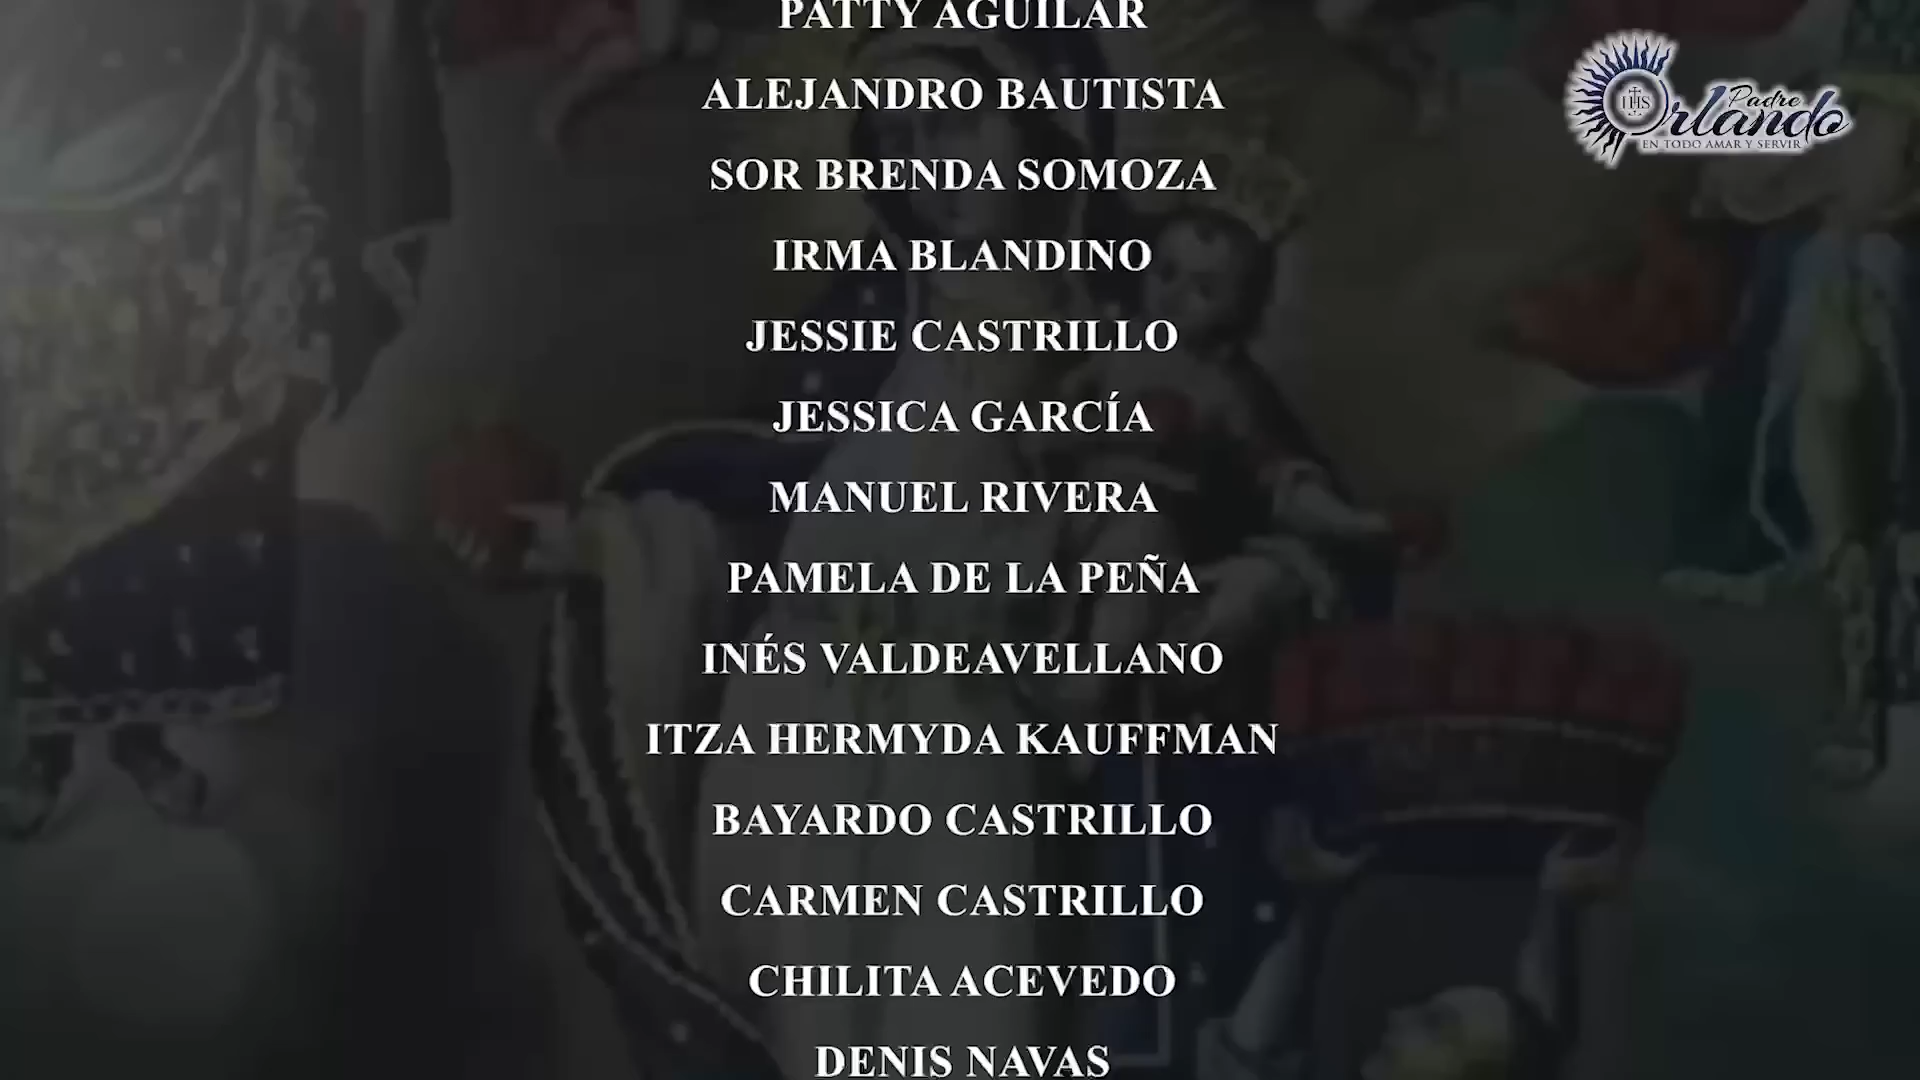 PATTY AGUILAR
ALEJANDRO BAUTISTA
SOR BRENDA SOMOZA
IRMA BLANDINO
JESSIE CASTRILLO
JESSICA GARCÍA
MANUEL RIVERA
PAMELA DE LA PEÑA
INÉS VALDEAVELLANO
ITZA HERMYDA KAUFFMAN
BAYARDO CASTRILLO
CARMEN CASTRILLO
CHILITA ACEVEDO
DENIS NAVAS
IHS
Padre
Orlando
EN TODO AMAR Y SERVIR